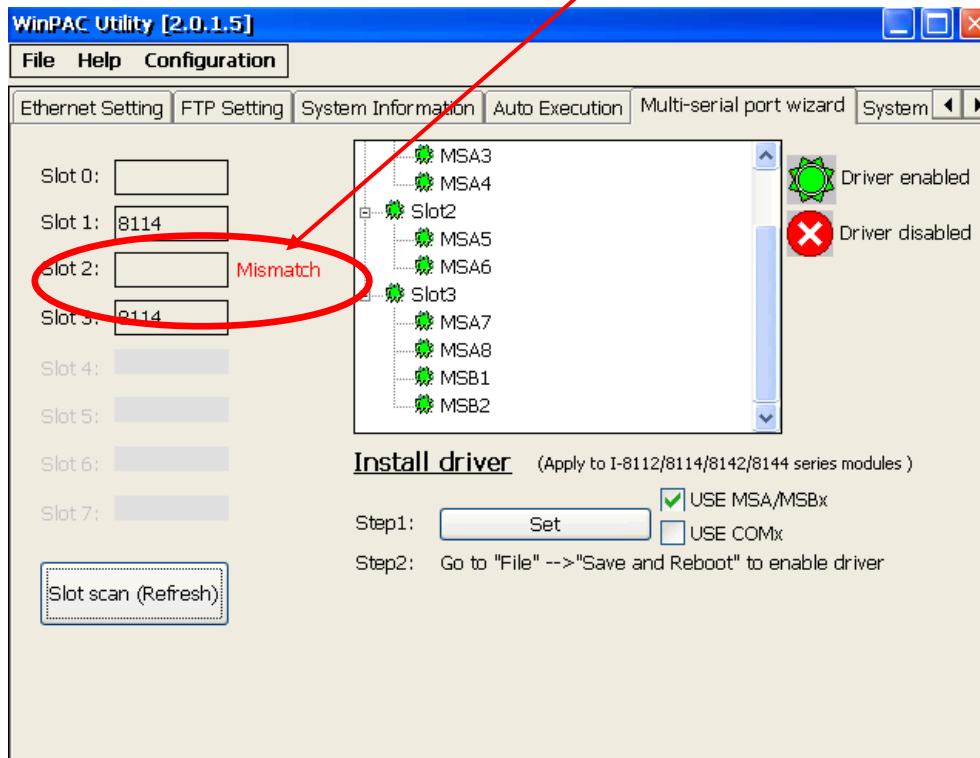 WinPAC Utility [2.0.1.5]
File Help Configuration
Ethernet Setting FTP Setting System Information Auto Execution Multi-serial port wizard System
Slot 0:
Slot 1: 8114
Slot 2: Mismatch
Slot 3: 8114
Slot 4:
Slot 5:
Slot 6:
Slot 7:
Slot scan (Refresh)
MSA3
MSA4
Slot2
MSA5
MSA6
Slot3
MSA7
MSA8
MSB1
MSB2
Driver enabled
Driver disabled
Install driver (Apply to I-8112/8114/8142/8144 series modules )
Step1: Set
USE MSA/MSBx
USE COMx
Step2: Go to "File" -->"Save and Reboot" to enable driver